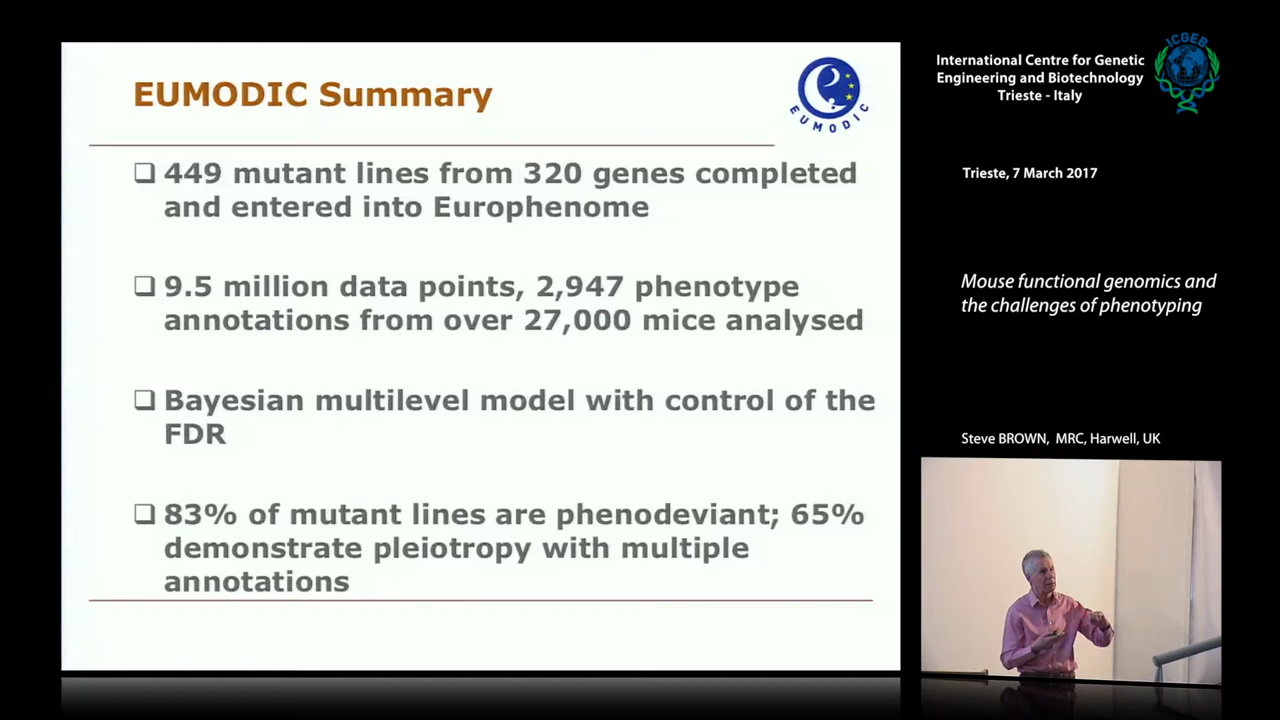 EUMODIC Summary
EUMODIC
❑ 449 mutant lines from 320 genes completed
and entered into Europhenome
❑ 9.5 million data points, 2,947 phenotype
annotations from over 27,000 mice analysed
❑ Bayesian multilevel model with control of the
FDR
❑ 83% of mutant lines are phenodeviant; 65%
demonstrate pleiotropy with multiple
annotations
International Centre for Genetic
Engineering and Biotechnology
Trieste - Italy
ICGEB
Trieste, 7 March 2017
Mouse functional genomics and
the challenges of phenotyping
Steve BROWN, MRC, Harwell, UK